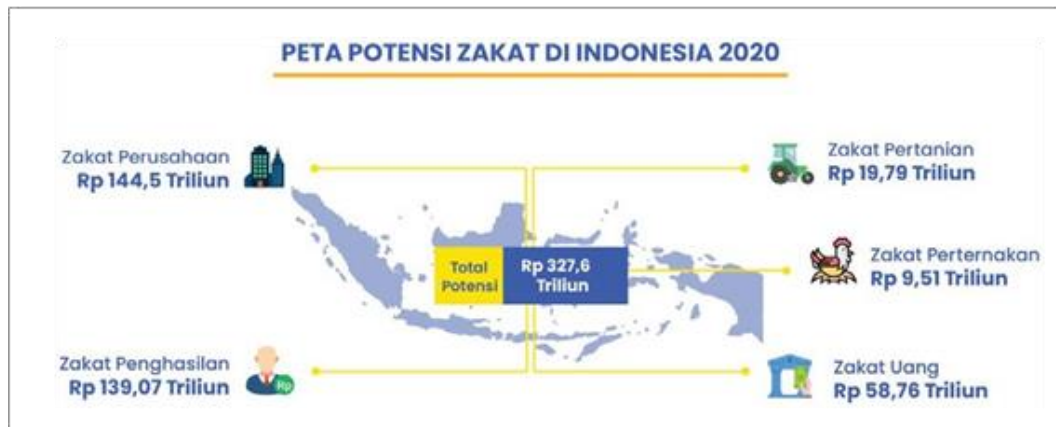 PETA POTENSI ZAKAT DI INDONESIA 2020
Zakat Perusahaan
Rp 144,5 Triliun
Zakat Pertanian
Rp 19,79 Triliun
Total
Potensi
Rp 327,6
Triliun
Zakat Perternakan
Rp 9,51 Triliun
Zakat Penghasilan
Rp 139,07 Triliun
Rp
Zakat Uang
Rp 58,76 Triliun